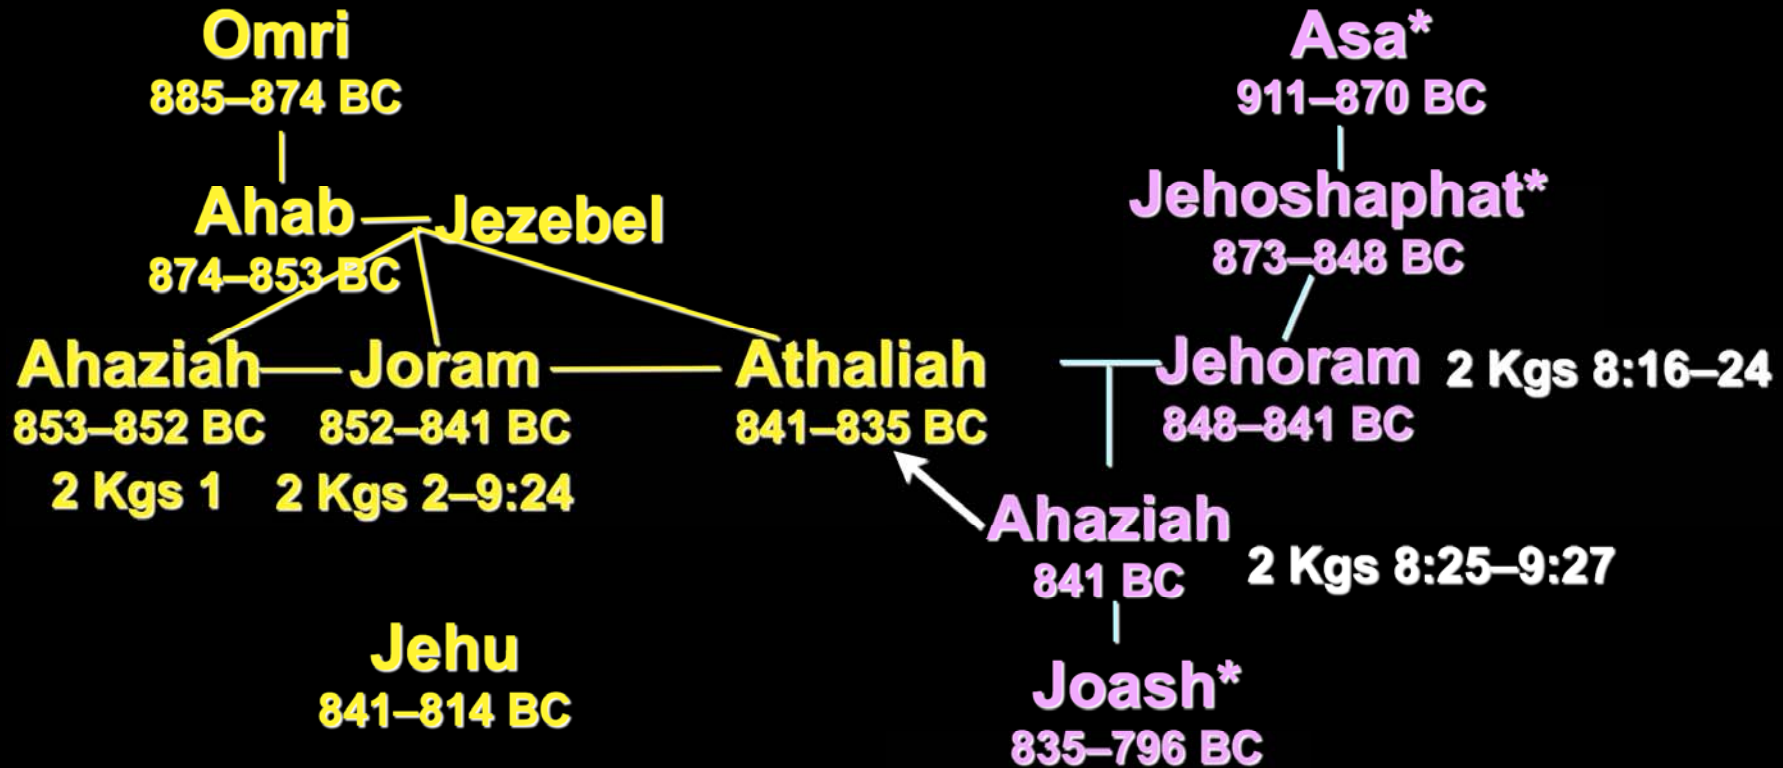 Omri
885–874 BC
Asa*
911–870 BC
Ahab
Jezebel
874–853 BC
Jehoshaphat*
873–848 BC
Ahaziah
853–852 BC
2 Kgs 1
Joram
852–841 BC
2 Kgs 2–9:24
Athaliah
841–835 BC
Jehoram
848–841 BC
2 Kgs 8:16–24
Ahaziah
841 BC
2 Kgs 8:25–9:27
Jehu
841–814 BC
Joash*
835–796 BC